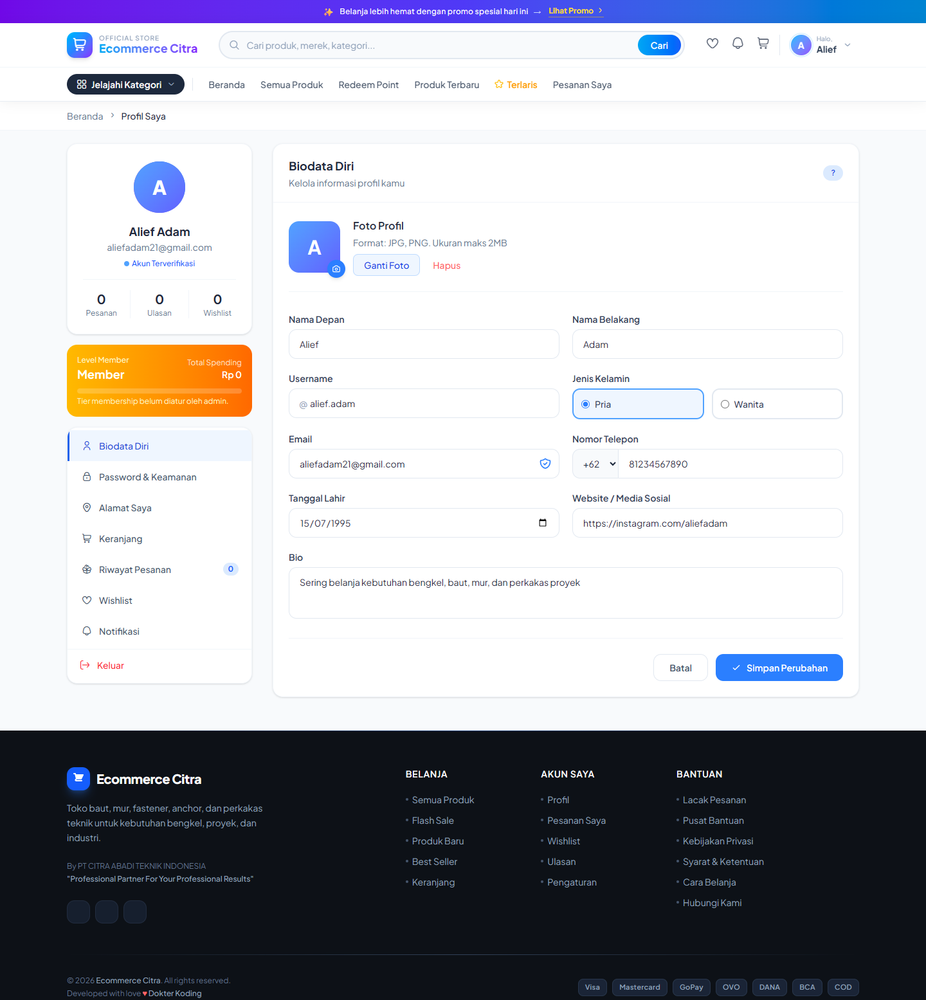 Belanja lebih hemat dengan promo spesial hari ini → Lihat Promo
OFFICIAL STORE
Ecommerce Citra
Cari produk, merek, kategori...
Cari
A
Halo,
Alief
Jelajahi Kategori
Beranda
Semua Produk
Redeem Point
Produk Terbaru
Terlaris
Pesanan Saya
Beranda > Profil Saya
A
Alief Adam
aliefadam21@gmail.com
Akun Terverifikasi
0
Pesanan
0
Ulasan
0
Wishlist
Level Member
Member
Total Spending
Rp 0
Tier membership belum diatur oleh admin.
Biodata Diri
Password & Keamanan
Alamat Saya
Keranjang
Riwayat Pesanan 0
Wishlist
Notifikasi
Keluar
Biodata Diri
Kelola informasi profil kamu
?
A
Foto Profil
Format: JPG, PNG. Ukuran maks 2MB
Ganti Foto
Hapus
Nama Depan
Alief
Nama Belakang
Adam
Username
@ alief.adam
Jenis Kelamin
Pria
Wanita
Email
aliefadam21@gmail.com
Nomor Telepon
+62 81234567890
Tanggal Lahir
15/07/1995
Website / Media Sosial
https://instagram.com/aliefadam
Bio
Sering belanja kebutuhan bengkel, baut, mur, dan perkakas proyek
Batal
Simpan Perubahan
Ecommerce Citra
Toko baut, mur, fastener, anchor, dan perkakas
teknik untuk kebutuhan bengkel, proyek, dan
industri.
By PT CITRA ABADI TEKNIK INDONESIA
"Professional Partner For Your Professional Results"
BELANJA
Semua Produk
Flash Sale
Produk Baru
Best Seller
Keranjang
AKUN SAYA
Profil
Pesanan Saya
Wishlist
Ulasan
Pengaturan
BANTUAN
Lacak Pesanan
Pusat Bantuan
Kebijakan Privasi
Syarat & Ketentuan
Cara Belanja
Hubungi Kami
© 2026 Ecommerce Citra. All rights reserved.
Developed with love ♥ Dokter Koding
Visa
Mastercard
GoPay
OVO
DANA
BCA
COD